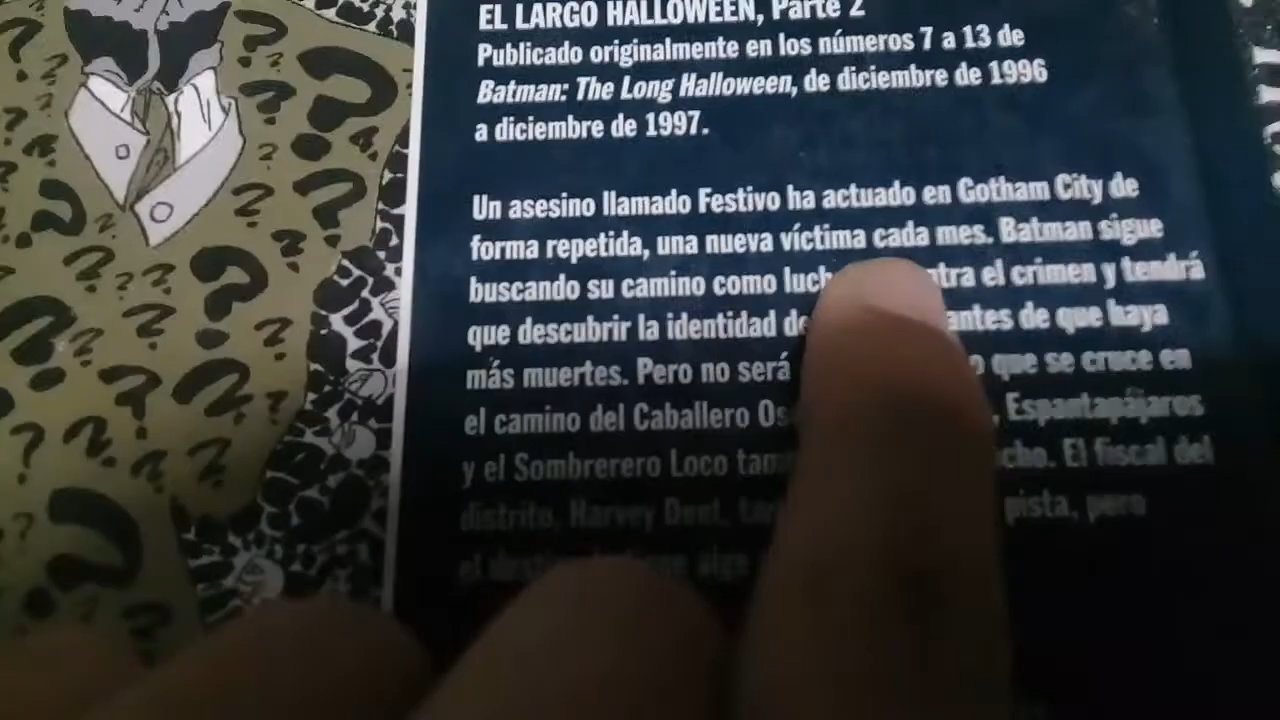 EL LARGO HALLOWEEN, Parte 2
Publicado originalmente en los números 7 a 13 de
Batman: The Long Halloween, de diciembre de 1996
a diciembre de 1997.
Un asesino llamado Festivo ha actuado en Gotham City de
forma repetida, una nueva víctima cada mes. Batman sigue
buscando su camino como luch ntra el crimen y tendrá
que descubrir la identidad de antes de que haya
más muertes. Pero no será que se cruce en
el camino del Caballero Os , Espantapájaros
y el Sombrerero Loco tam cho. El fiscal del
distrito, Harvey Dent, pista, pero